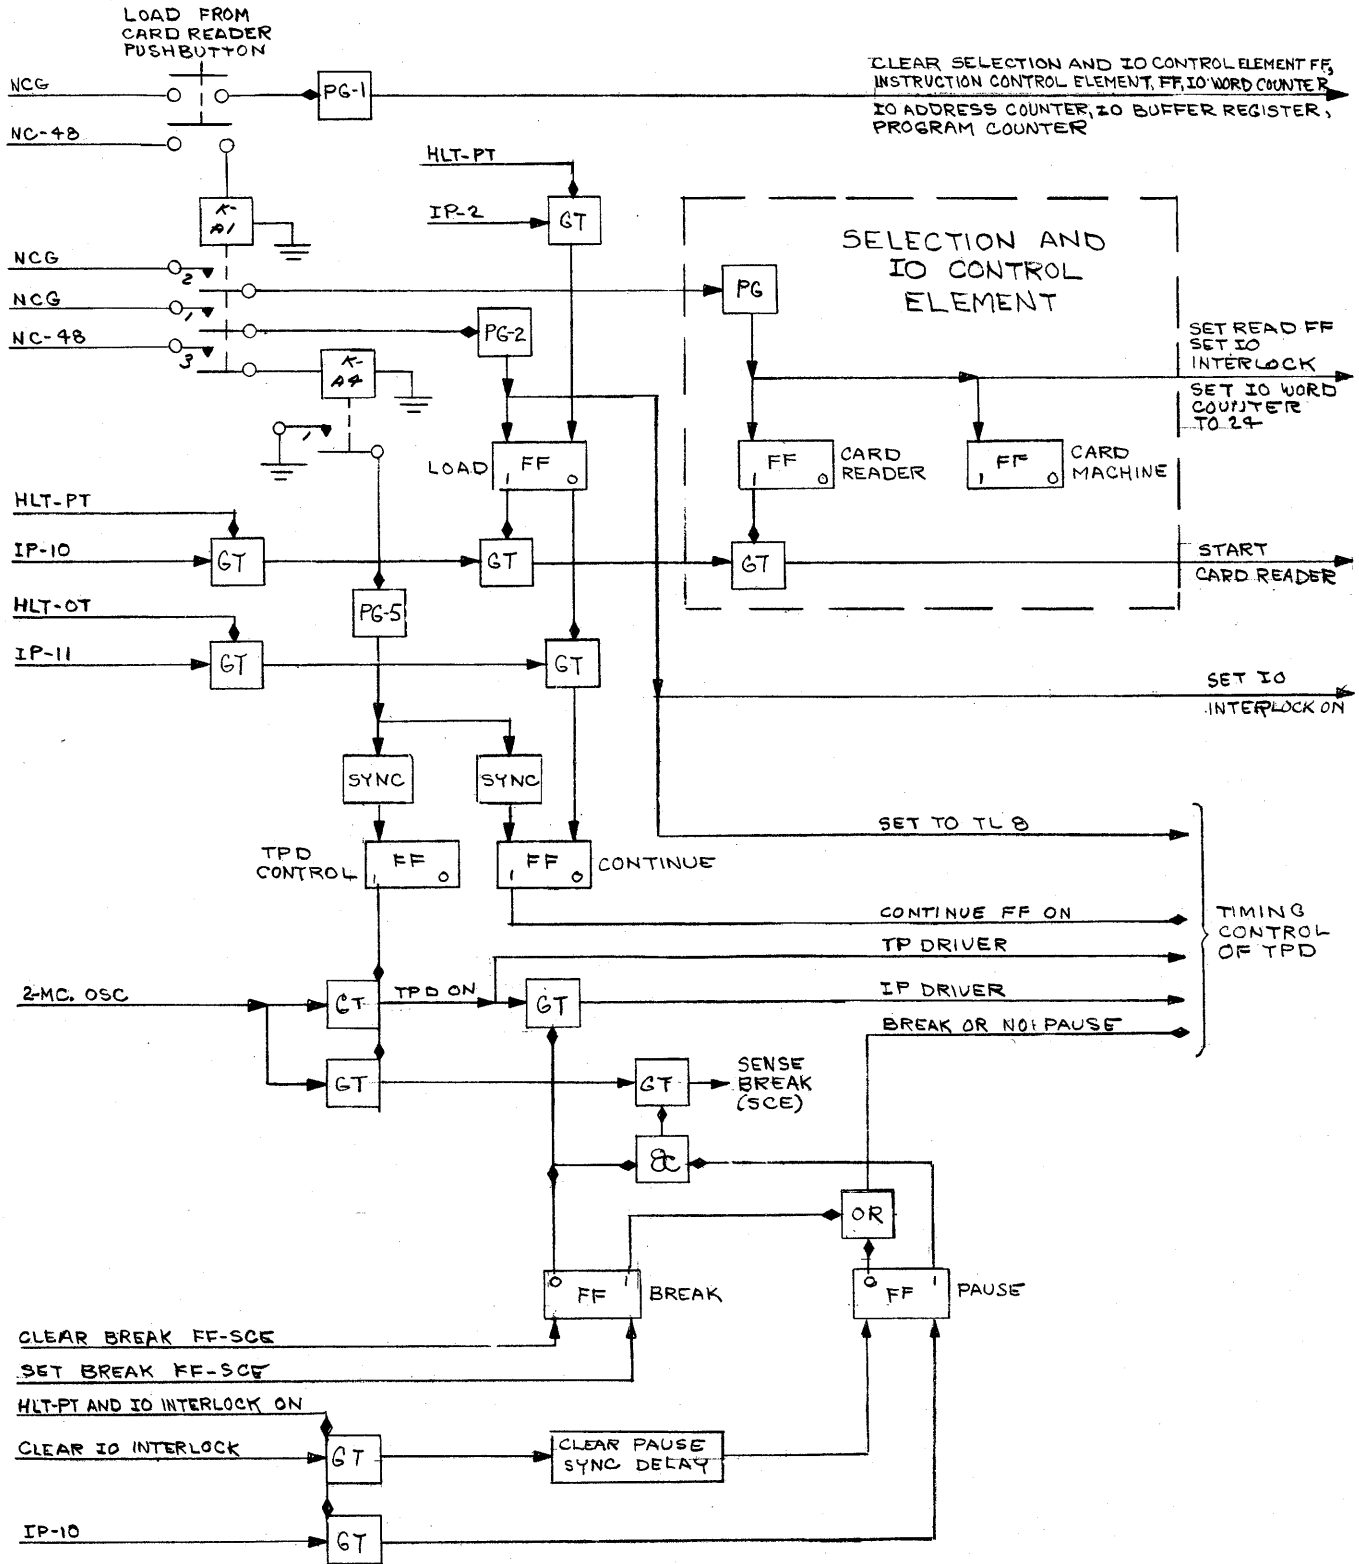 LOAD FROM
CARD READER
PUSHBUTTON
NCG
PG-1
CLEAR SELECTION AND IO CONTROL ELEMENT FF,
INSTRUCTION CONTROL ELEMENT, FF, IO WORD COUNTER
IO ADDRESS COUNTER, IO BUFFER REGISTER,
PROGRAM COUNTER
NC-48
HLT-PT
K-
A1
IP-2
GT
SELECTION AND
IO CONTROL
ELEMENT
NCG
2
PG
NCG
1
PG-2
NC-48
3
K-
A4
SET READ FF
SET IO
INTERLOCK
SET IO WORD
COUNTER
TO 24
1
LOAD
FF
1
0
FF
1
0
CARD
READER
FF
1
0
CARD
MACHINE
HLT-PT
IP-10
GT
GT
GT
START
CARD READER
HLT-OT
PG-5
IP-11
GT
GT
SET IO
INTERLOCK ON
SYNC
SYNC
SET TO TL 8
TPD
CONTROL
FF
1
0
FF
1
0
CONTINUE
CONTINUE FF ON
TIMING
CONTROL
OF TPD
TP DRIVER
2-MC. OSC
GT
TPD ON
GT
IP DRIVER
BREAK OR NOT PAUSE
GT
GT
SENSE
BREAK
(SCE)
&
OR
0
1
FF
BREAK
0
1
FF
PAUSE
CLEAR BREAK FF-SCE
SET BREAK FF-SCE
HLT-PT AND IO INTERLOCK ON
CLEAR IO INTERLOCK
GT
CLEAR PAUSE
SYNC DELAY
IP-10
GT